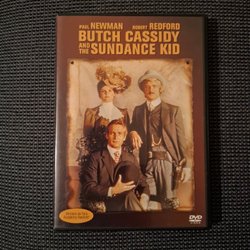 PAUL NEWMAN ROBERT REDFORD
BUTCH CASSIDY
AND THE SUNDANCE KID
DVD